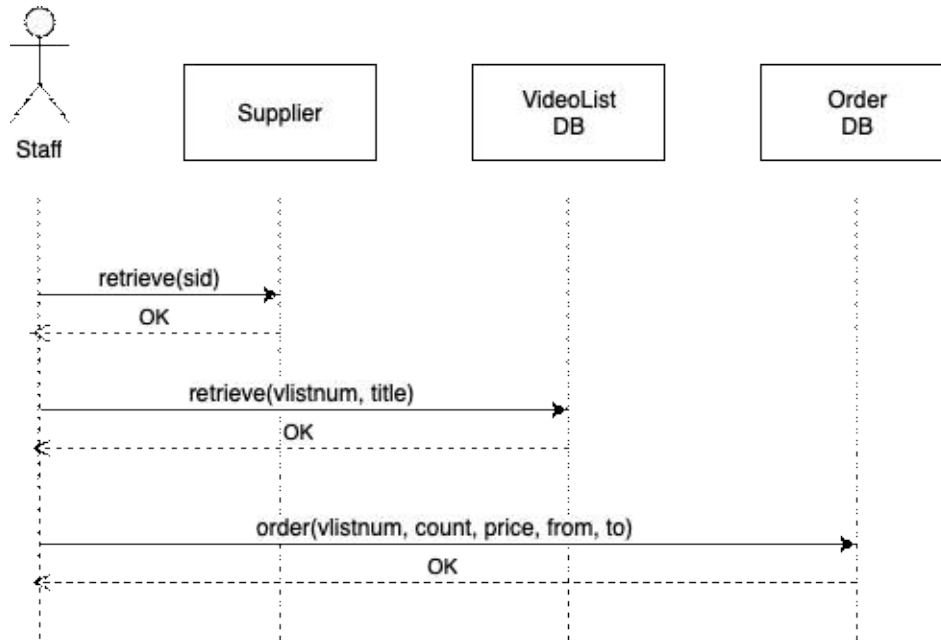 Staff
Supplier
VideoList
DB
Order
DB
retrieve(sid)
OK
retrieve(vlistnum, title)
OK
order(vlistnum, count, price, from, to)
OK